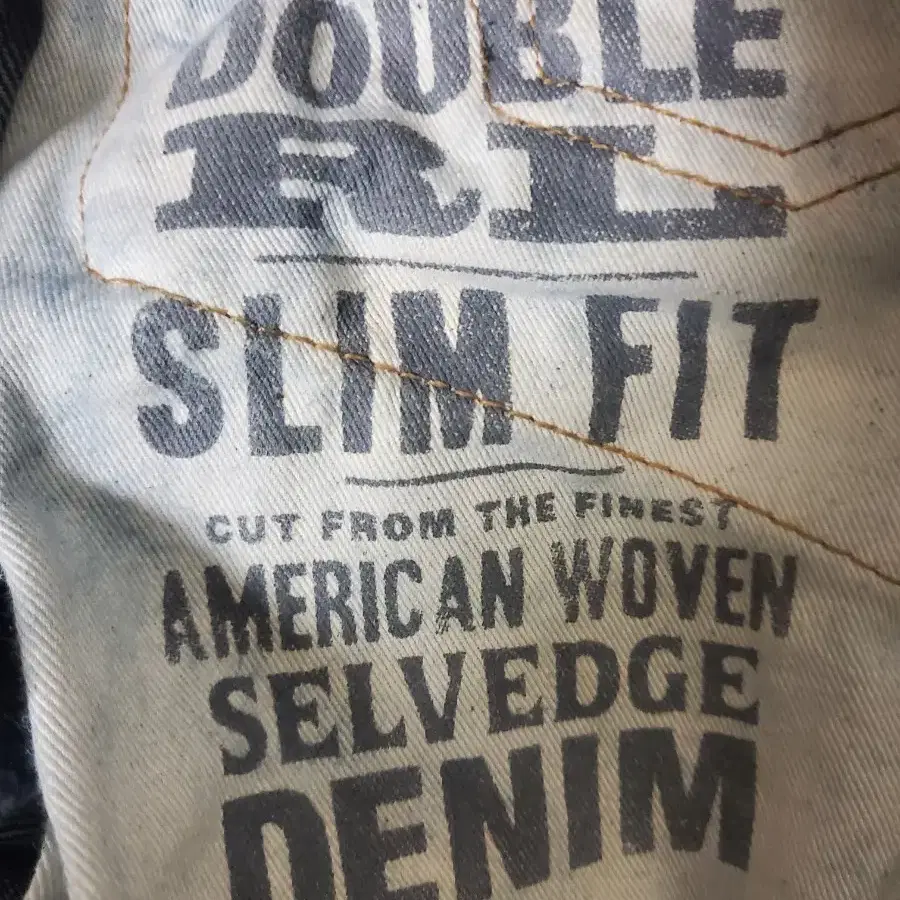 DOUBLE
RL
SLIM FIT
CUT FROM THE FINEST
AMERICAN WOVEN
SELVEDGE
DENIM